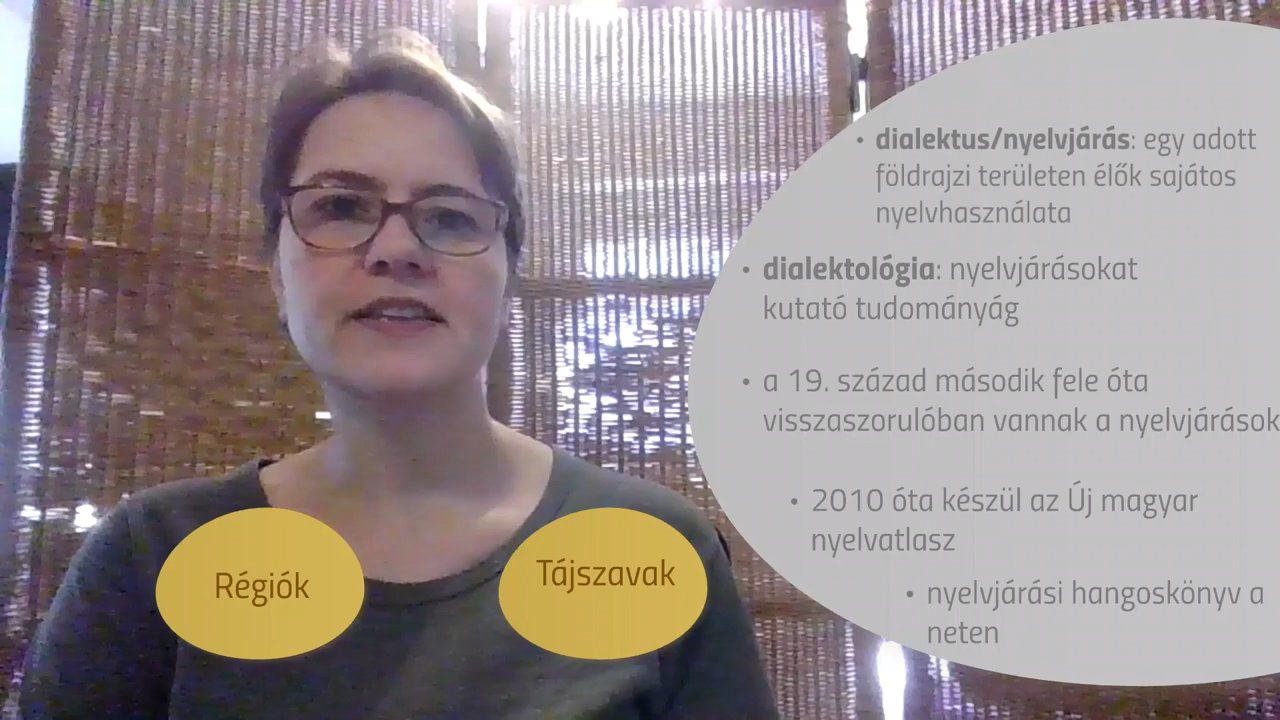 • dialektus/nyelvjárás: egy adott
földrajzi területen élők sajátos
nyelvhasználata
• dialektológia: nyelvjárásokat
kutató tudományág
• a 19. század második fele óta
visszaszorulóban vannak a nyelvjárások
• 2010 óta készül az Új magyar
nyelvatlasz
• nyelvjárási hangoskönyv a
neten
Régiók
Tájszavak